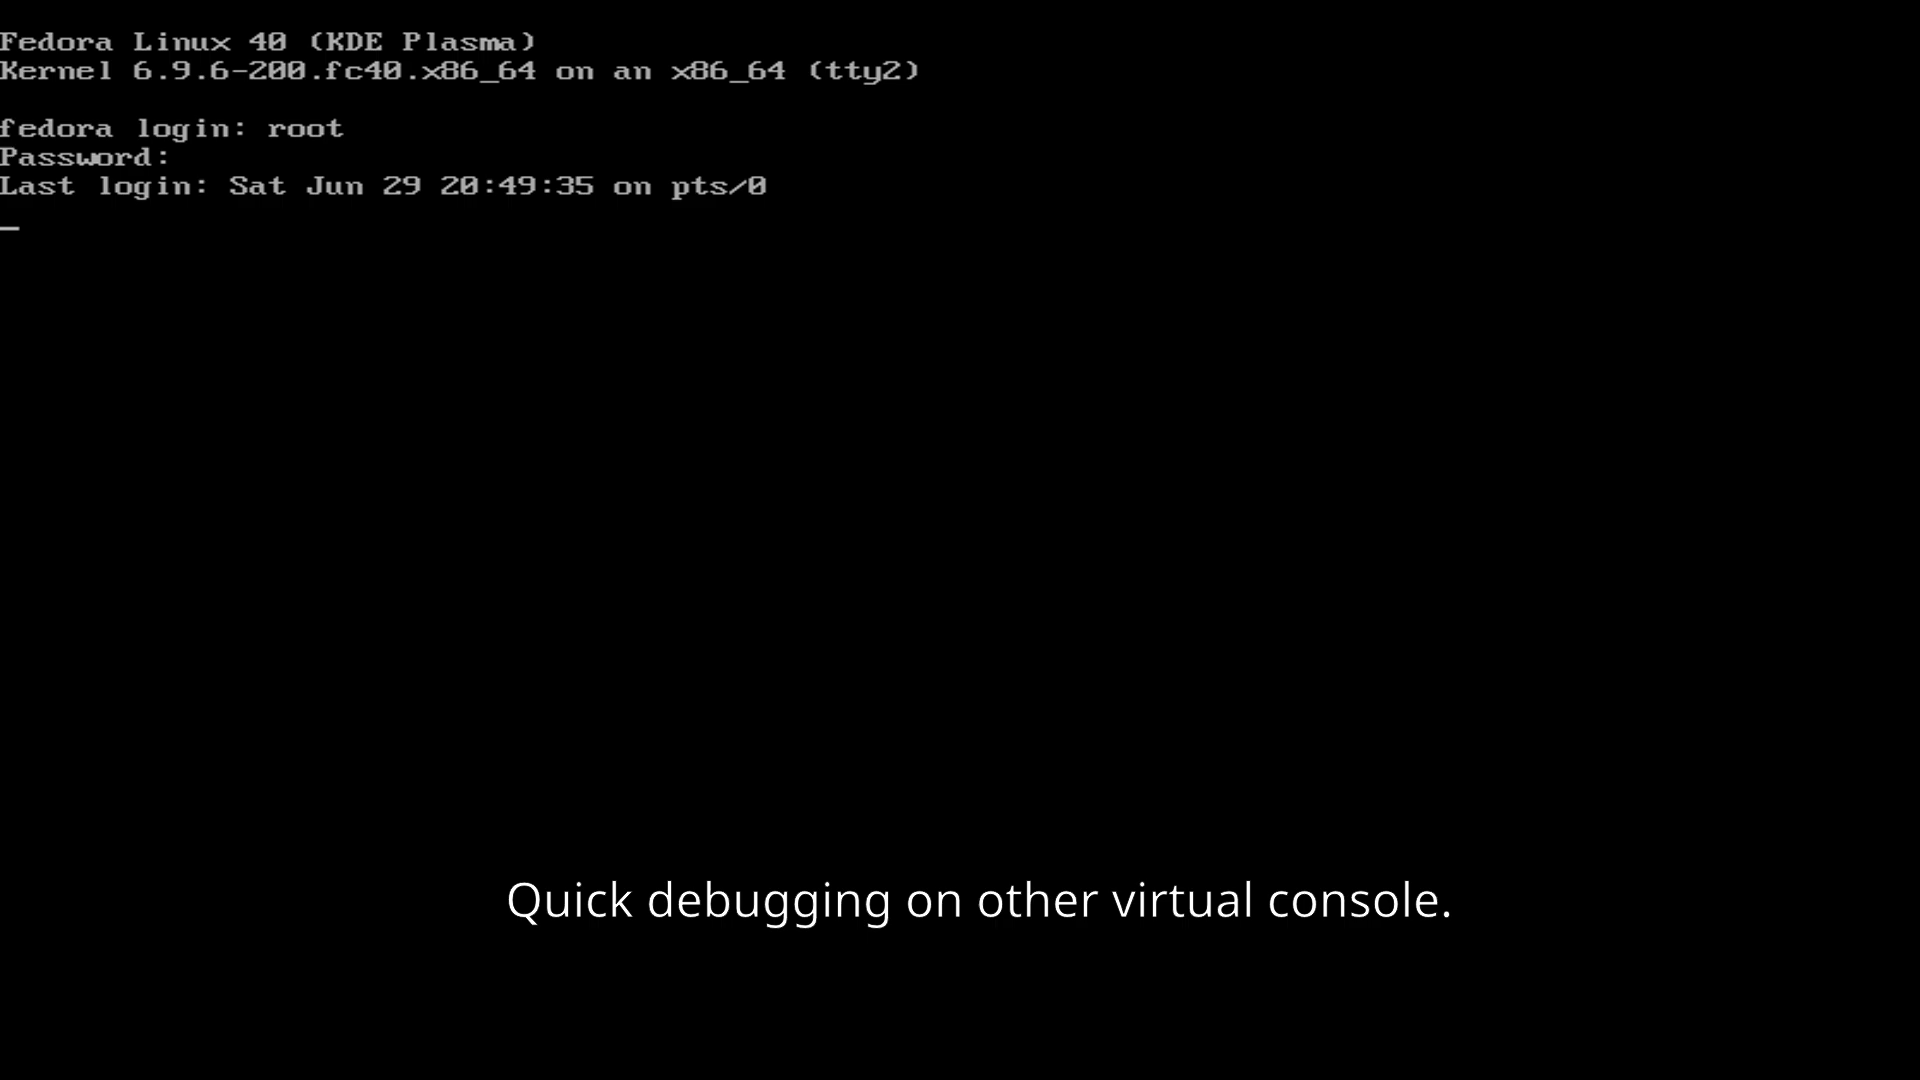 Fedora Linux 40 (KDE Plasma)
Kernel 6.9.6-200.fc40.x86_64 on an x86_64 (tty2)
fedora login: root
Password:
Last login: Sat Jun 29 20:49:35 on pts/0
_
Quick debugging on other virtual console.